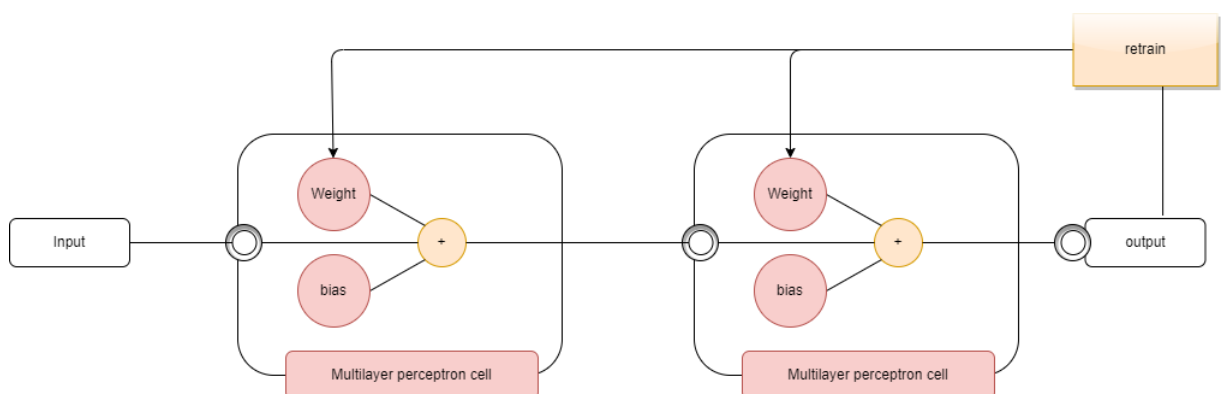 retrain
Weight
Weight
Input
+
+
output
bias
bias
Multilayer perceptron cell
Multilayer perceptron cell